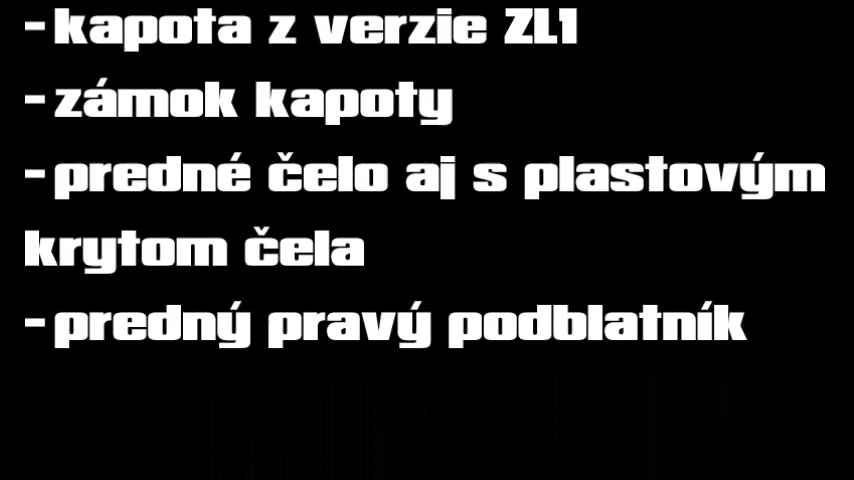 -kapota z verzie ZL1
-zámok kapoty
-predné čelo aj s plastovým
krytom čela
-predný pravý podblatník